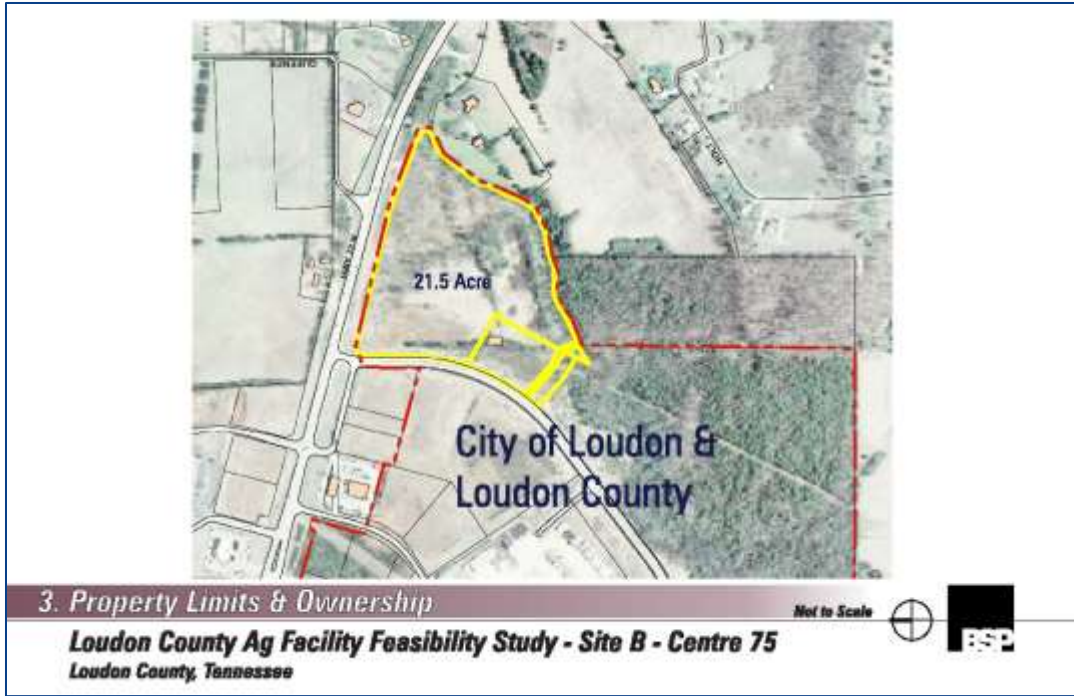 21.5 Acre
City of Loudon &
Loudon County
3. Property Limits & Ownership
Not to Scale
BSP
Loudon County Ag Facility Feasibility Study - Site B - Centre 75
Loudon County, Tennessee